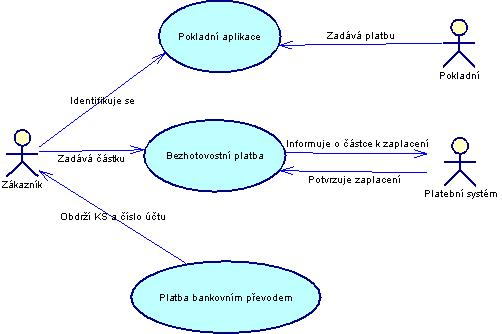 Pokladní aplikace
Zadává platbu
Pokladní
Identifikuje se
Zákazník
Zadává částku
Bezhotovostní platba
Informuje o částce k zaplacení
Potvrzuje zaplacení
Platební systém
Obdrží KS a číslo účtu
Platba bankovním převodem